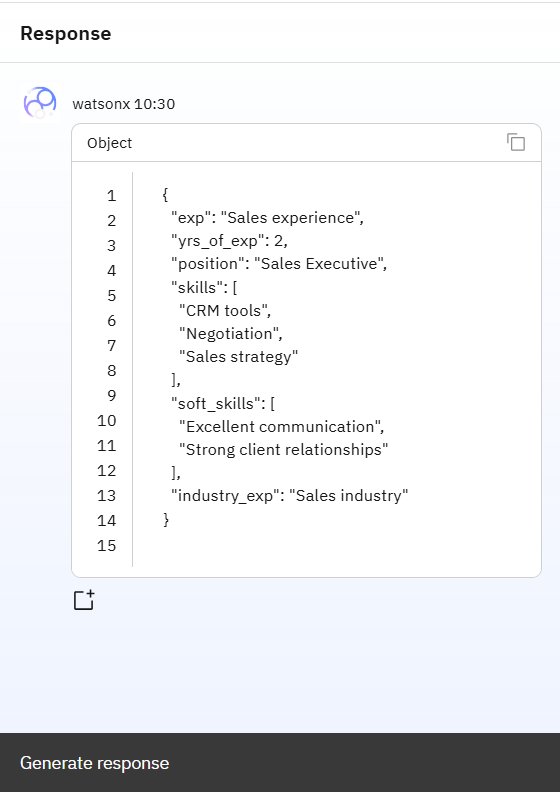 Response
watsonx 10:30
Object
1 {
2 "exp": "Sales experience",
3 "yrs_of_exp": 2,
4 "position": "Sales Executive",
5 "skills": [
6 "CRM tools",
7 "Negotiation",
8 "Sales strategy"
9 ],
10 "soft_skills": [
11 "Excellent communication",
12 "Strong client relationships"
13 ],
14 "industry_exp": "Sales industry"
15 }
Generate response